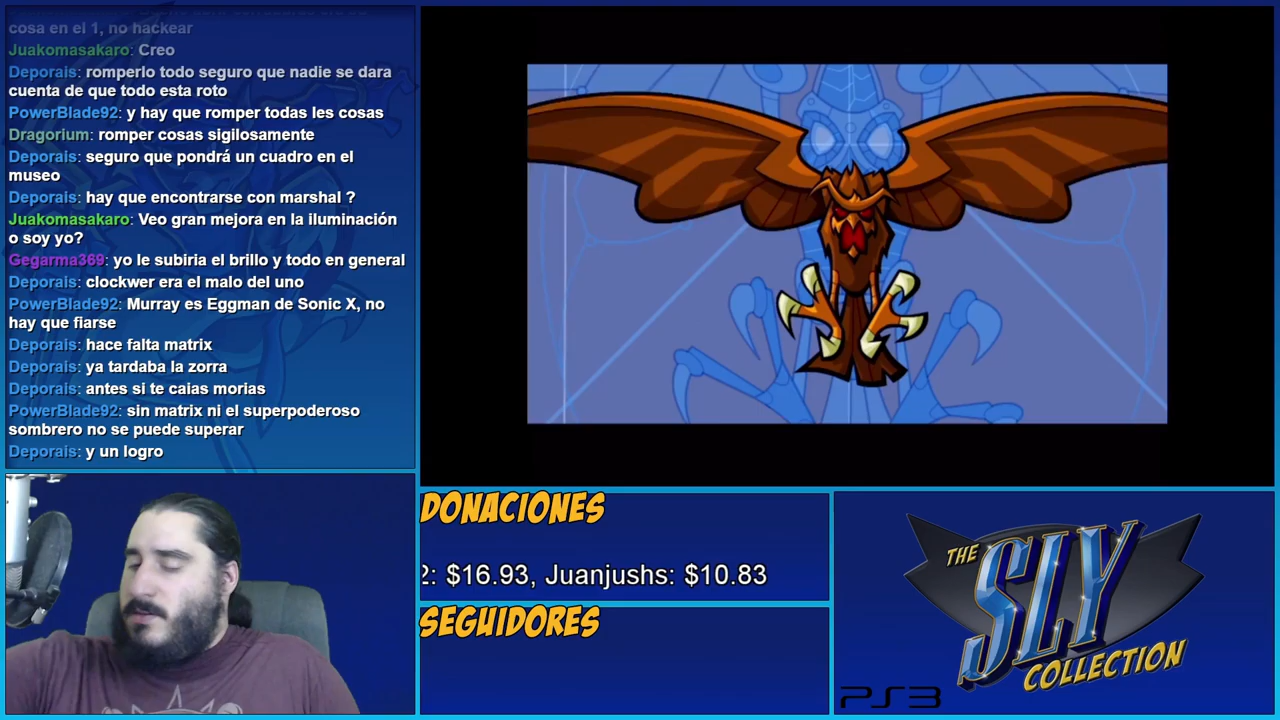 cosa en el 1, no hackear
Juakomasakaro: Creo
Deporais: romperlo todo seguro que nadie se dara
cuenta de que todo esta roto
PowerBlade92: y hay que romper todas les cosas
Dragorium: romper cosas sigilosamente
Deporais: seguro que pondrá un cuadro en el
museo
Deporais: hay que encontrarse con marshal ?
Juakomasakaro: Veo gran mejora en la iluminación
o soy yo?
Gegarma369: yo le subiria el brillo y todo en general
Deporais: clockwer era el malo del uno
PowerBlade92: Murray es Eggman de Sonic X, no
hay que fiarse
Deporais: hace falta matrix
Deporais: ya tardaba la zorra
Deporais: antes si te caias morias
PowerBlade92: sin matrix ni el superpoderoso
sombrero no se puede superar
Deporais: y un logro
DONACIONES
2: $16.93, Juanjushs: $10.83
SEGUIDORES
THE
SLY
COLLECTION
PS3